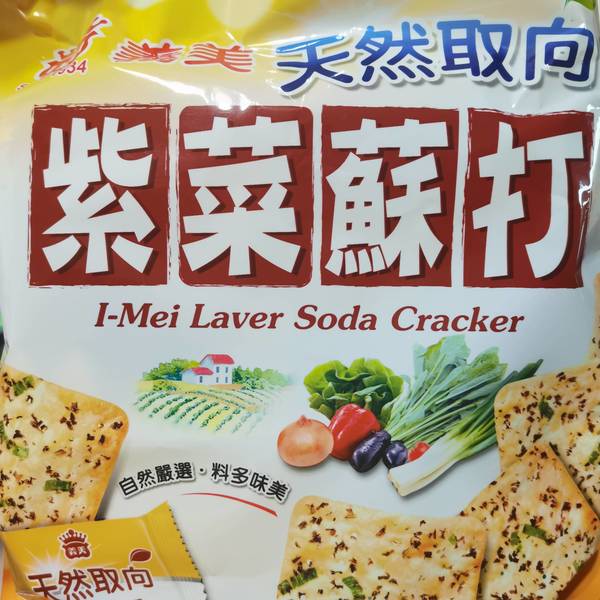 義美 天然取向
紫菜蘇打
I-Mei Laver Soda Cracker
自然嚴選·料多味美
義美
天然取向